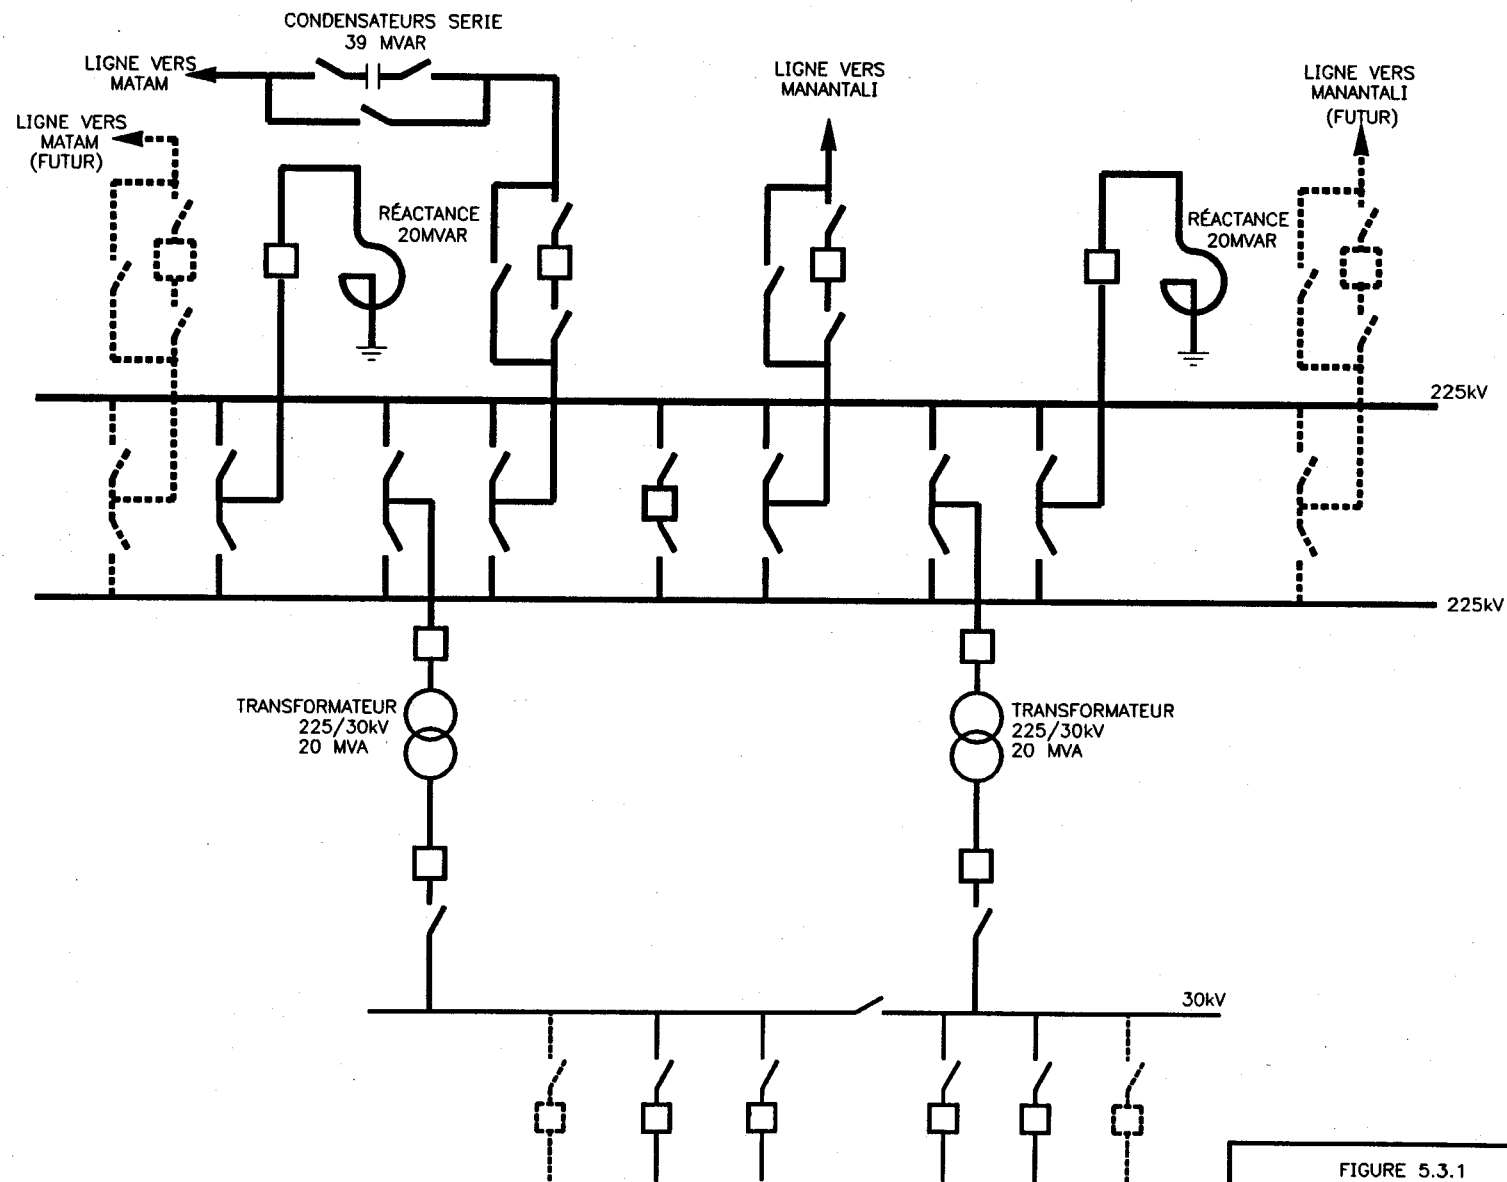 CONDENSATEURS SERIE
39 MVAR
LIGNE VERS
MATAM
LIGNE VERS
MANANTALI
LIGNE VERS
MANANTALI
(FUTUR)
LIGNE VERS
MATAM
(FUTUR)
RÉACTANCE
20MVAR
RÉACTANCE
20MVAR
225kV
225kV
TRANSFORMATEUR
225/30kV
20 MVA
TRANSFORMATEUR
225/30kV
20 MVA
30kV
FIGURE 5.3.1